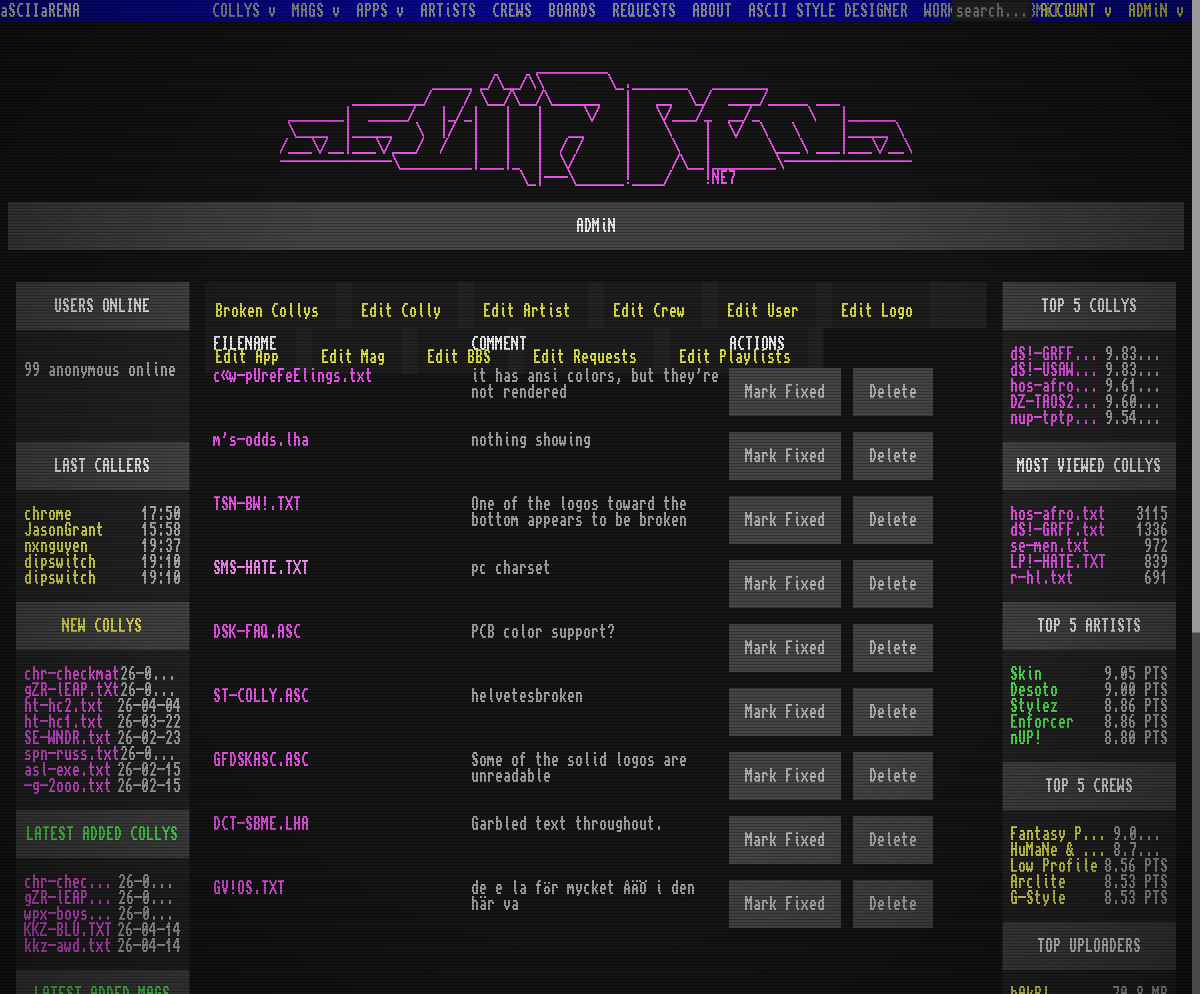 aSCIIaRENA COLLYS v MAGS v APPS v ARTiSTS CREWS BOARDS REQUESTS ABOUT ASCII STYLE DESIGNER search... ACCOUNT v ADMiN v
!NE7
ADMiN
USERS ONLINE
99 anonymous online
LAST CALLERS
chrome 17:50
JasonGrant 15:58
nxnguyen 19:37
dipswitch 19:10
dipswitch 19:10
NEW COLLYS
chr-checkmat 26-0...
gZR-lEAP.tXt 26-0...
ht-hc2.txt 26-04-04
ht-hc1.txt 26-03-22
SE-WNDR.txt 26-02-23
spn-russ.txt 26-0...
asl-exe.txt 26-02-15
-g-2ooo.txt 26-02-15
LATEST ADDED COLLYS
chr-chec... 26-0...
gZR-lEAP... 26-0...
wpx-boys... 26-0...
KKZ-BLU.TXT 26-04-14
kkz-awd.txt 26-04-14
LATEST ADDED MAGS
Broken Collys Edit Colly Edit Artist Edit Crew Edit User Edit Logo
Edit App Edit Mag Edit BBS Edit Requests Edit Playlists
FILENAME COMMENT ACTIONS
c«w-pUreFeElings.txt it has ansi colors, but they're
not rendered
Mark Fixed Delete
m's-odds.lha nothing showing
Mark Fixed Delete
TSN-BW!.TXT One of the logos toward the
bottom appears to be broken
Mark Fixed Delete
SMS-HATE.TXT pc charset
Mark Fixed Delete
DSK-FAQ.ASC PCB color support?
Mark Fixed Delete
ST-COLLY.ASC helvetesbroken
Mark Fixed Delete
GFDSKASC.ASC Some of the solid logos are
unreadable
Mark Fixed Delete
DCT-SBME.LHA Garbled text throughout.
Mark Fixed Delete
GV!OS.TXT de e la för mycket ÅÄÖ i den
här va
Mark Fixed Delete
TOP 5 COLLYS
dS!-GRFF... 9.83...
dS!-USAW... 9.83...
hos-afro... 9.61...
DZ-TAOS2... 9.60...
nup-tptp... 9.54...
MOST VIEWED COLLYS
hos-afro.txt 3115
dS!-GRFF.txt 1336
se-men.txt 972
LP!-HATE.TXT 839
r-hl.txt 691
TOP 5 ARTISTS
Skin 9.05 PTS
Desoto 9.00 PTS
Stylez 8.86 PTS
Enforcer 8.86 PTS
nUP! 8.80 PTS
TOP 5 CREWS
Fantasy P... 9.0...
HuMaNe & ... 8.7...
Low Profile 8.56 PTS
Arclite 8.53 PTS
G-Style 8.53 PTS
TOP UPLOADERS